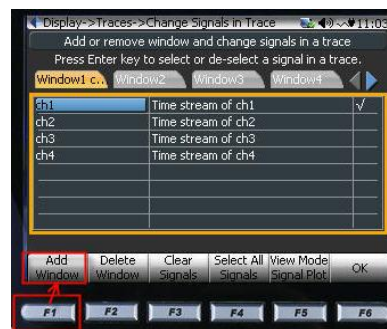 Display->Traces->Change Signals in Trace 11:03
Add or remove window and change signals in a trace
Press Enter key to select or de-select a signal in a trace.
Window1 c.. Window2 Window3 Window4
ch1 Time stream of ch1 √
ch2 Time stream of ch2
ch3 Time stream of ch3
ch4 Time stream of ch4
Add Window Delete Window Clear Signals Select All Signals View Mode Signal Plot OK
F1 F2 F3 F4 F5 F6